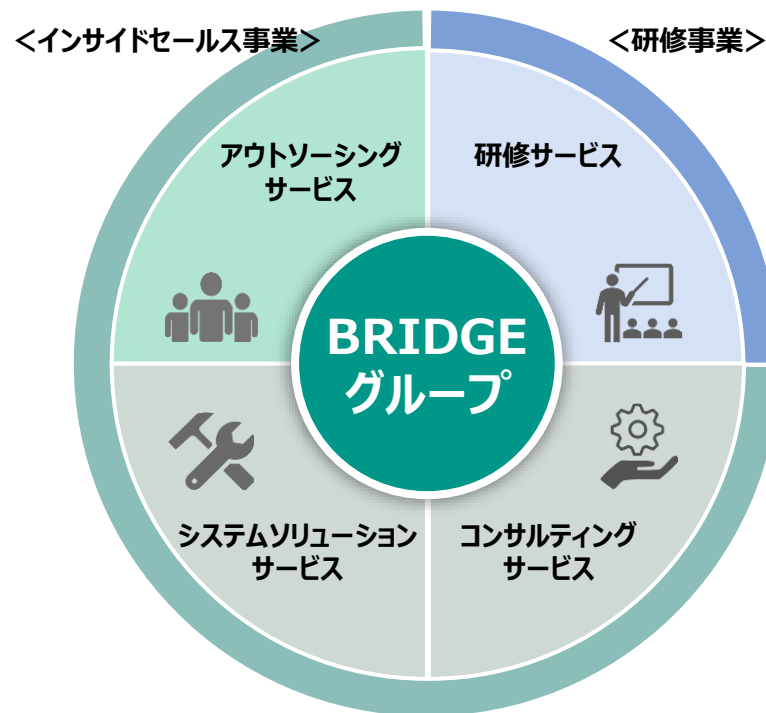 ＜インサイドセールス事業＞
＜研修事業＞
アウトソーシング
サービス
研修サービス
BRIDGE
グループ
システムソリューション
サービス
コンサルティング
サービス